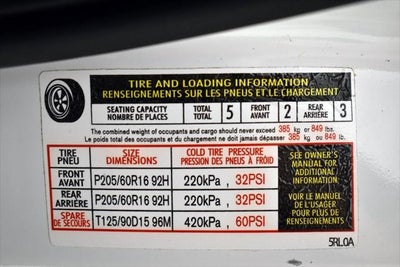 TIRE AND LOADING INFORMATION
RENSEIGNEMENTS SUR LES PNEUS ET LE CHARGEMENT
SEATING CAPACITY TOTAL 5 FRONT 2 REAR 3
NOMBRE DE PLACES TOTAL AVANT ARRIÈRE
The combined weight of occupants and cargo should never exceed 385 kg or 849 lbs.
Le poids total des occupants et du chargement ne doit jamais dépasser 385 kg ou 849 lb.
TIRE SIZE COLD TIRE PRESSURE
PNEU DIMENSIONS PRESSION DES PNEUS À FROID
FRONT
AVANT P205/60R16 92H 220kPa , 32PSI
REAR
ARRIÈRE P205/60R16 92H 220kPa , 32PSI
SPARE
DE SECOURS T125/90D15 96M 420kPa , 60PSI
SEE OWNER'S
MANUAL FOR
ADDITIONAL
INFORMATION
VOIR LE MANUEL
DE L'USAGER
POUR PLUS DE
RENSEIGNEMENTS
5RL0A